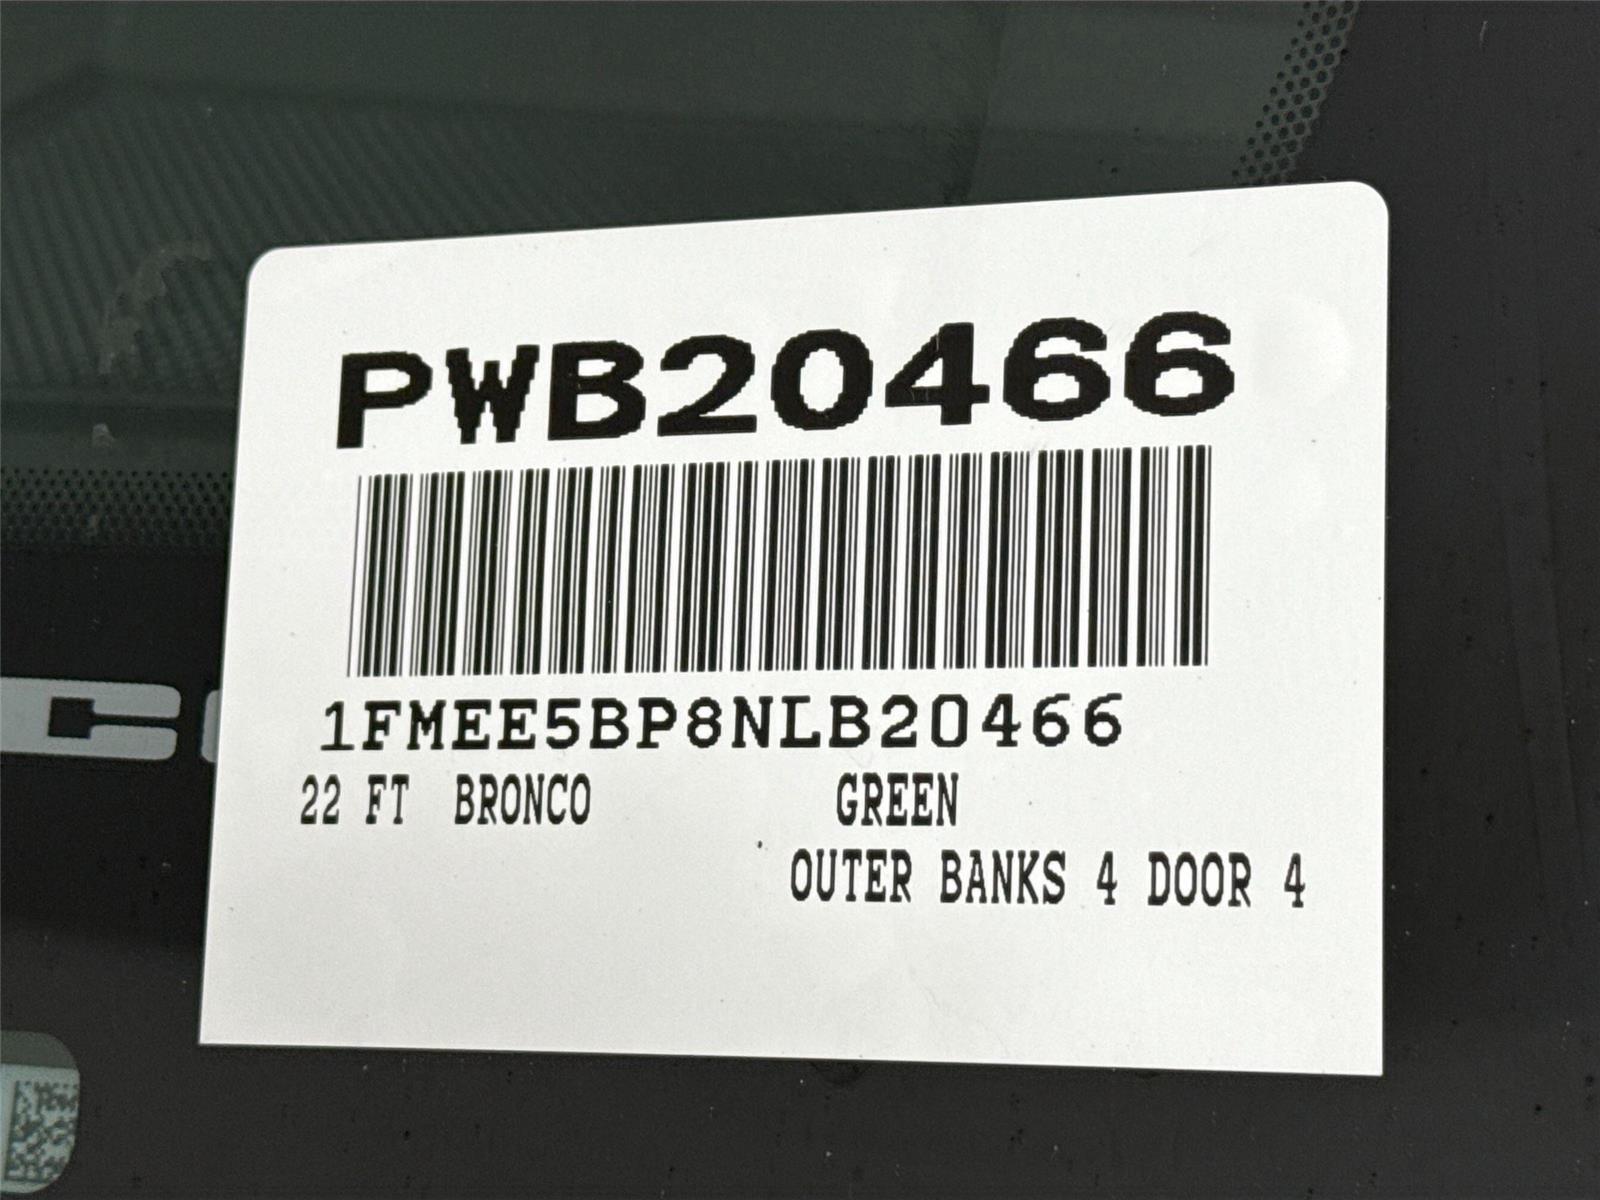 PWB20466
1FMEE5BP8NLB20466
22 FT BRONCO GREEN
OUTER BANKS 4 DOOR 4